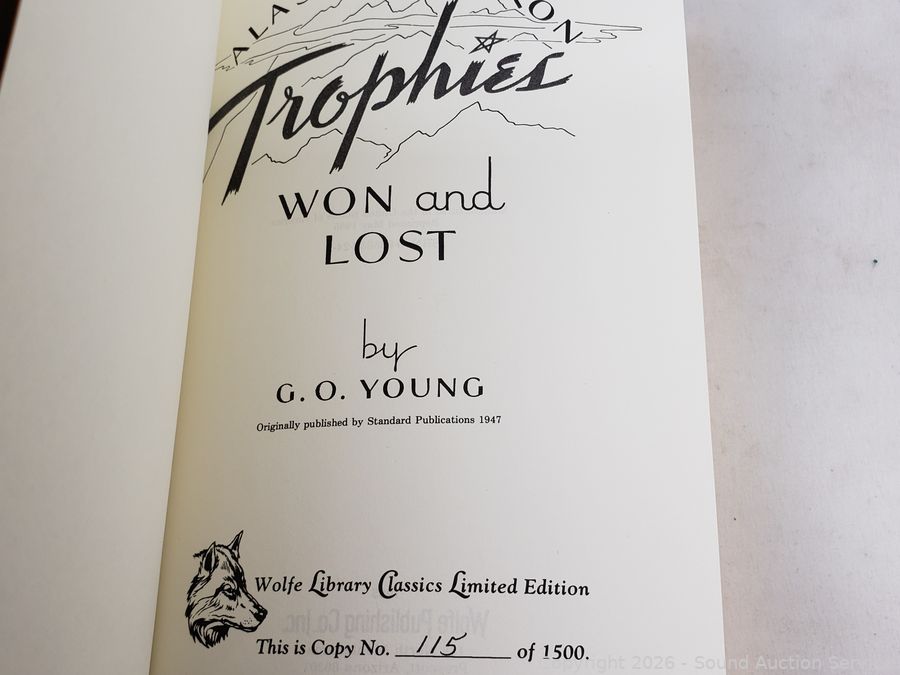 Trophies
WON and
LOST
by
G. O. YOUNG
Originally published by Standard Publications 1947
Wolfe Library Classics Limited Edition
This is Copy No. 115 of 1500.
Copyright 2026 - Sound Auction Service